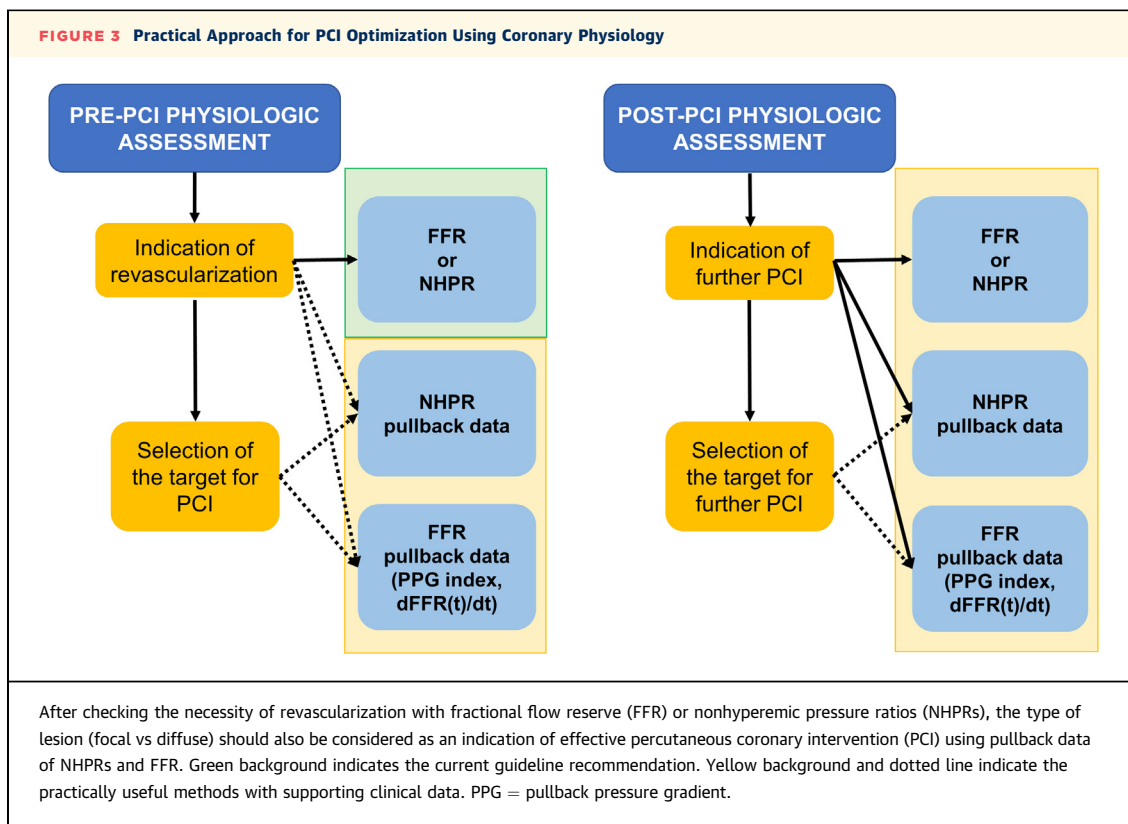 FIGURE 3 Practical Approach for PCI Optimization Using Coronary Physiology
PRE-PCI PHYSIOLOGIC
ASSESSMENT
Indication of
revascularization
Selection of
the target for
PCI
FFR
or
NHPR
NHPR
pullback data
FFR
pullback data
(PPG index,
dFFR(t)/dt)
POST-PCI PHYSIOLOGIC
ASSESSMENT
Indication of
further PCI
Selection of
the target for
further PCI
FFR
or
NHPR
NHPR
pullback data
FFR
pullback data
(PPG index,
dFFR(t)/dt)
After checking the necessity of revascularization with fractional flow reserve (FFR) or nonhyperemic pressure ratios (NHPRs), the type of
lesion (focal vs diffuse) should also be considered as an indication of effective percutaneous coronary intervention (PCI) using pullback data
of NHPRs and FFR. Green background indicates the current guideline recommendation. Yellow background and dotted line indicate the
practically useful methods with supporting clinical data. PPG = pullback pressure gradient.